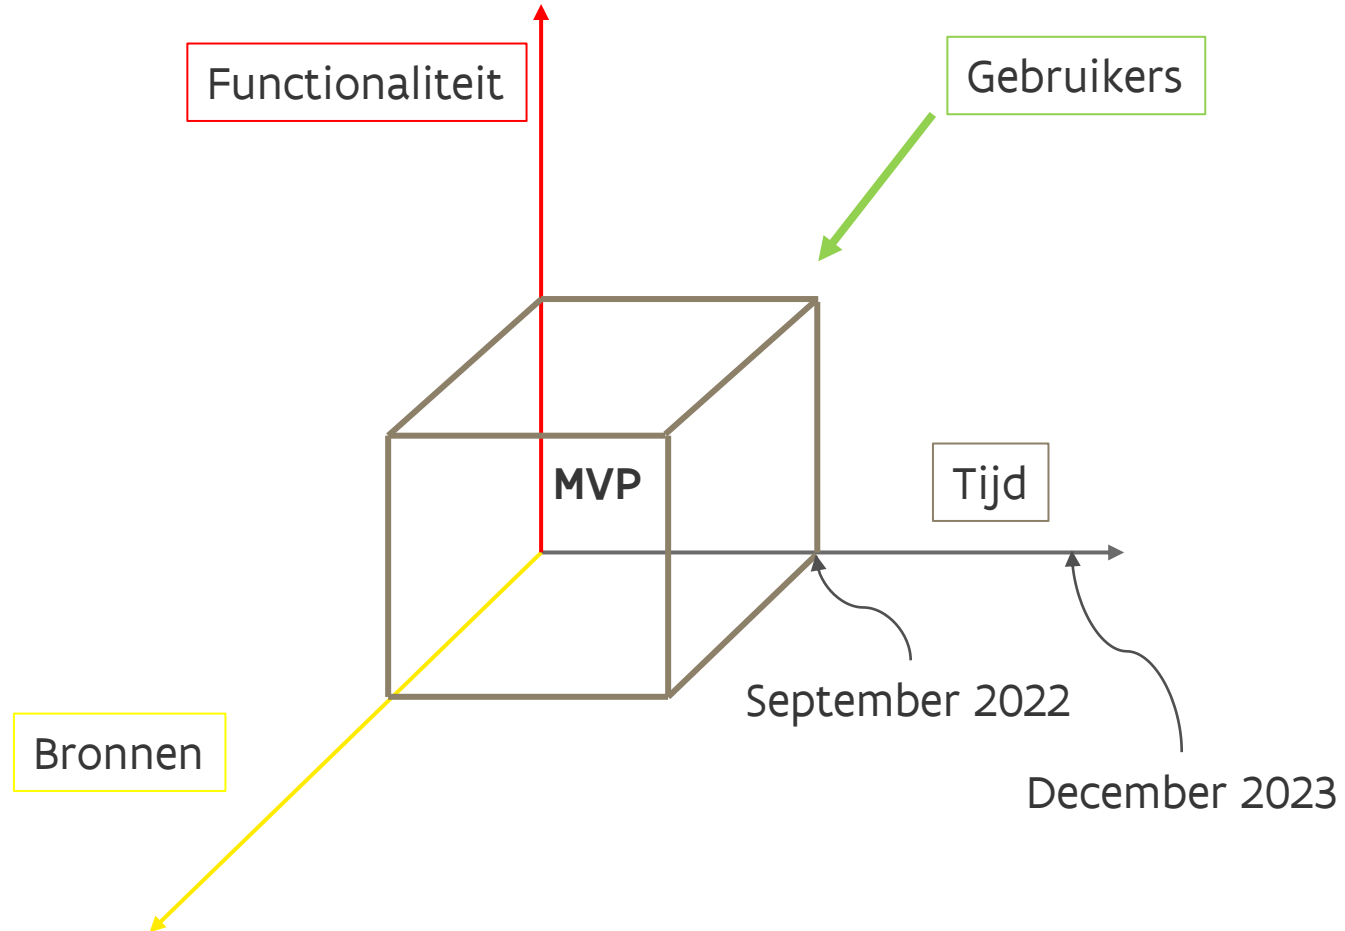 Functionaliteit
Gebruikers
MVP
Tijd
September 2022
Bronnen
December 2023